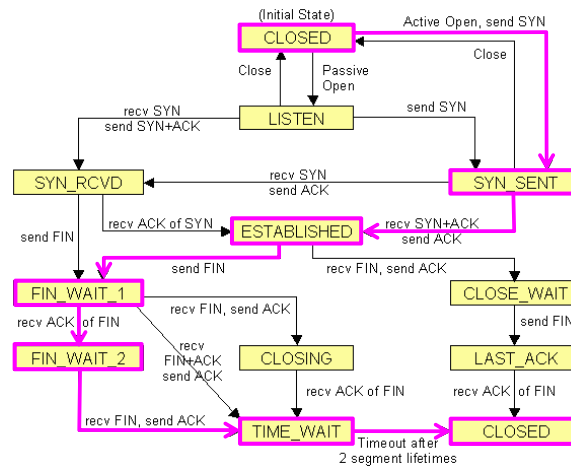 (Initial State)
CLOSED
Active Open, send SYN
Close
Close
Passive
Open
recv SYN
send SYN+ACK
LISTEN
send SYN
SYN_RCVD
recv SYN
send ACK
SYN_SENT
recv ACK of SYN
ESTABLISHED
recv SYN+ACK
send ACK
send FIN
send FIN
recv FIN, send ACK
FIN_WAIT_1
recv FIN, send ACK
CLOSE_WAIT
recv ACK of FIN
send FIN
recv
FIN+ACK
send ACK
FIN_WAIT_2
CLOSING
LAST_ACK
recv ACK of FIN
recv ACK of FIN
recv FIN, send ACK
TIME_WAIT
Timeout after
2 segment lifetimes
CLOSED